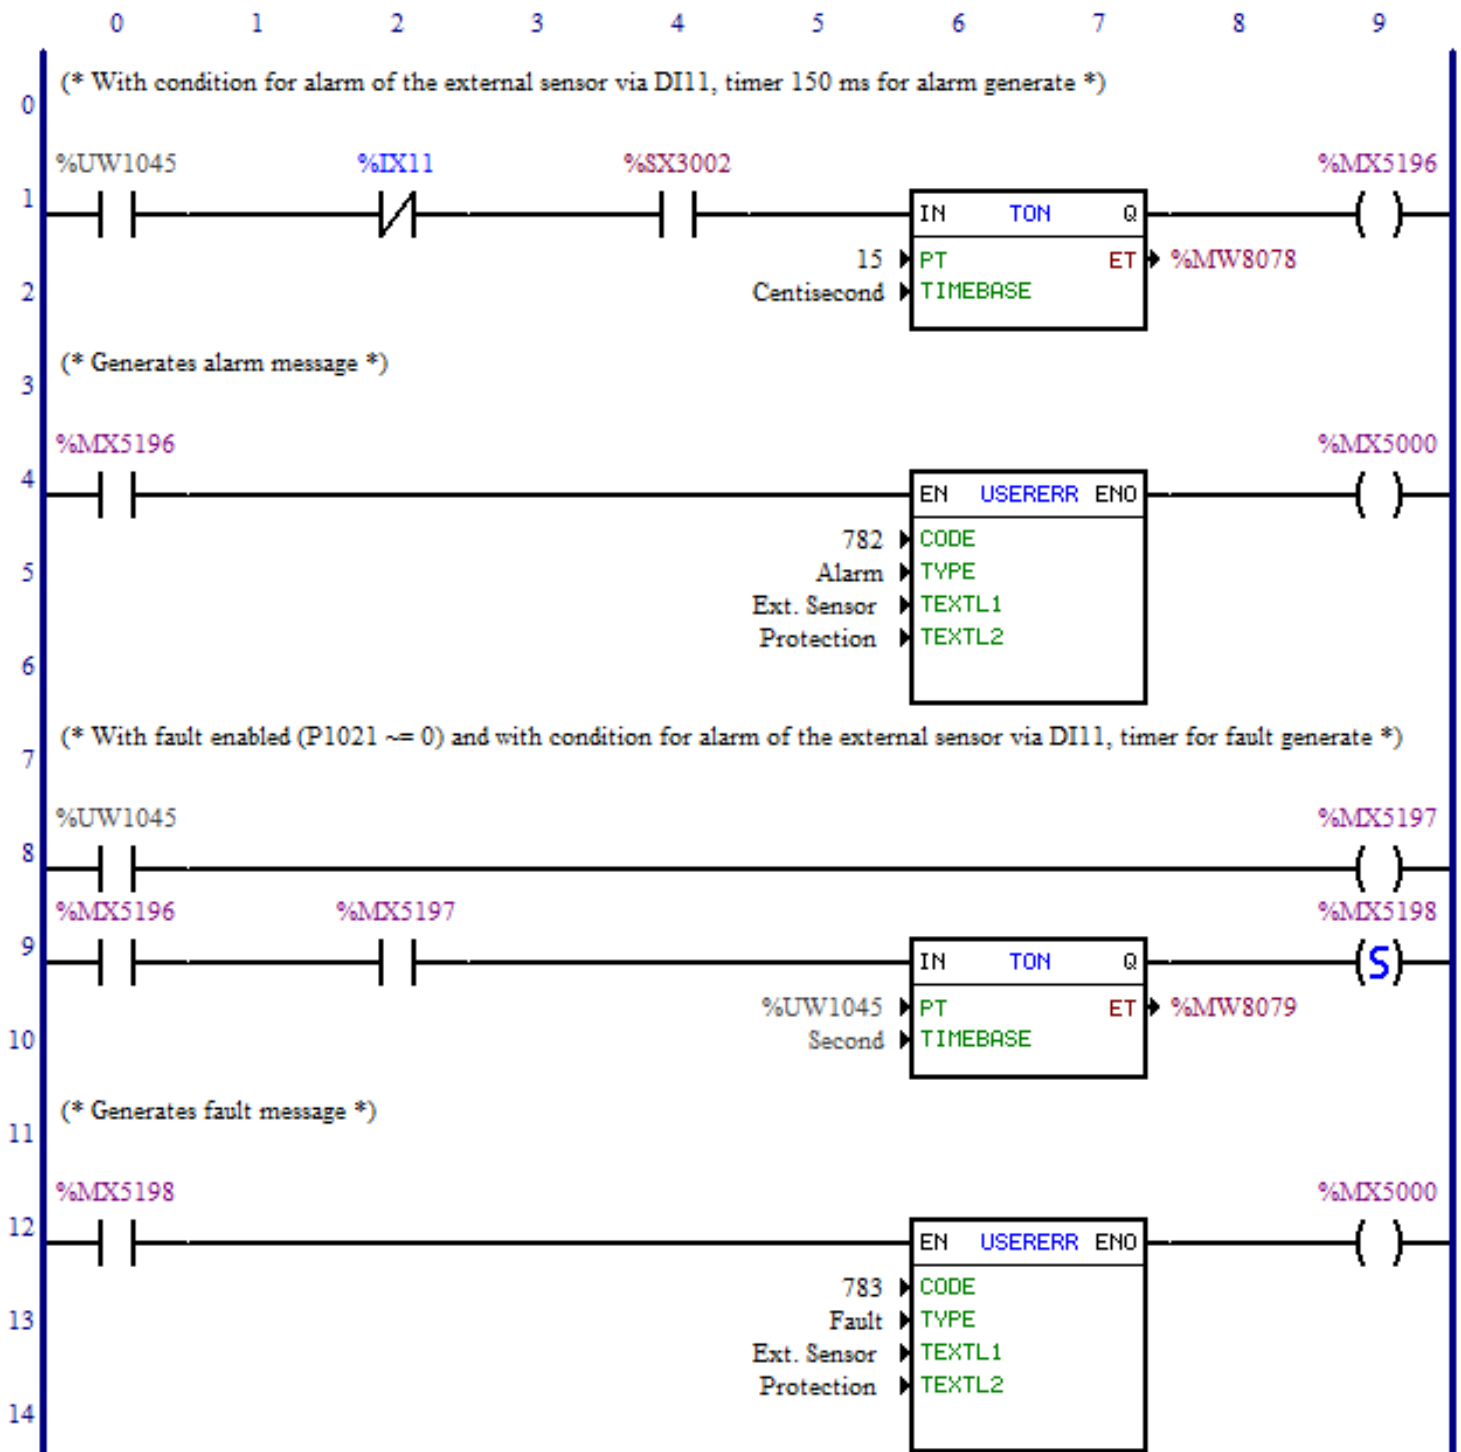 0 1 2 3 4 5 6 7 8 9
(* With condition for alarm of the external sensor via DI11, timer 150 ms for alarm generate *)
0
%UW1045 %IX11 %SX3002 %MX5196
1
IN TON Q
15 PT ET %MW8078
2
Centisecond TIMEBASE
(* Generates alarm message *)
3
%MX5196 %MX5000
4
EN USERERR ENO
782 CODE
5
Alarm TYPE
Ext. Sensor TEXTL1
Protection TEXTL2
6
(* With fault enabled (P1021 ~= 0) and with condition for alarm of the external sensor via DI11, timer for fault generate *)
7
%UW1045 %MX5197
8
%MX5196 %MX5197 %MX5198
9
IN TON Q (S)
%UW1045 PT ET %MW8079
10
Second TIMEBASE
(* Generates fault message *)
11
%MX5198 %MX5000
12
EN USERERR ENO
783 CODE
13
Fault TYPE
Ext. Sensor TEXTL1
Protection TEXTL2
14